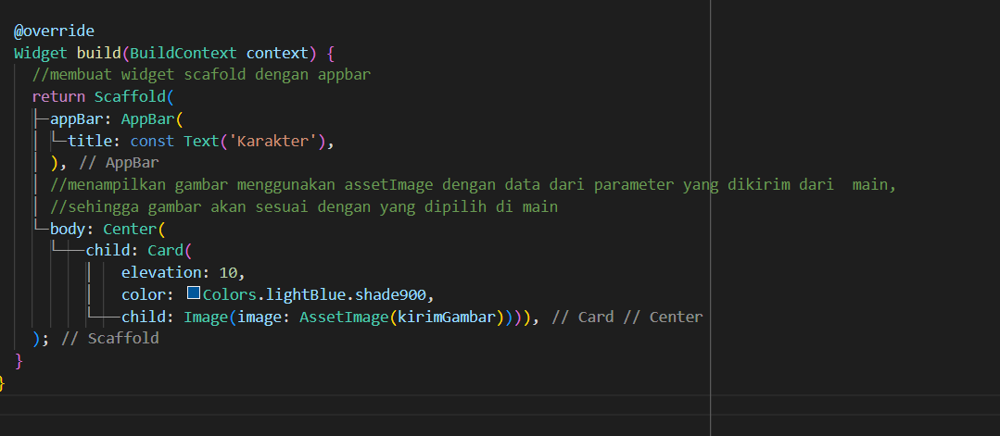 @override
Widget build(BuildContext context) {
//membuat widget scafold dengan appbar
return Scaffold(
appBar: AppBar(
title: const Text('Karakter'),
), // AppBar
//menampilkan gambar menggunakan assetImage dengan data dari parameter yang dikirim dari  main,
//sehingga gambar akan sesuai dengan yang dipilih di main
body: Center(
child: Card(
elevation: 10,
color: Colors.lightBlue.shade900,
child: Image(image: AssetImage(kirimGambar)))), // Card // Center
); // Scaffold
}
}